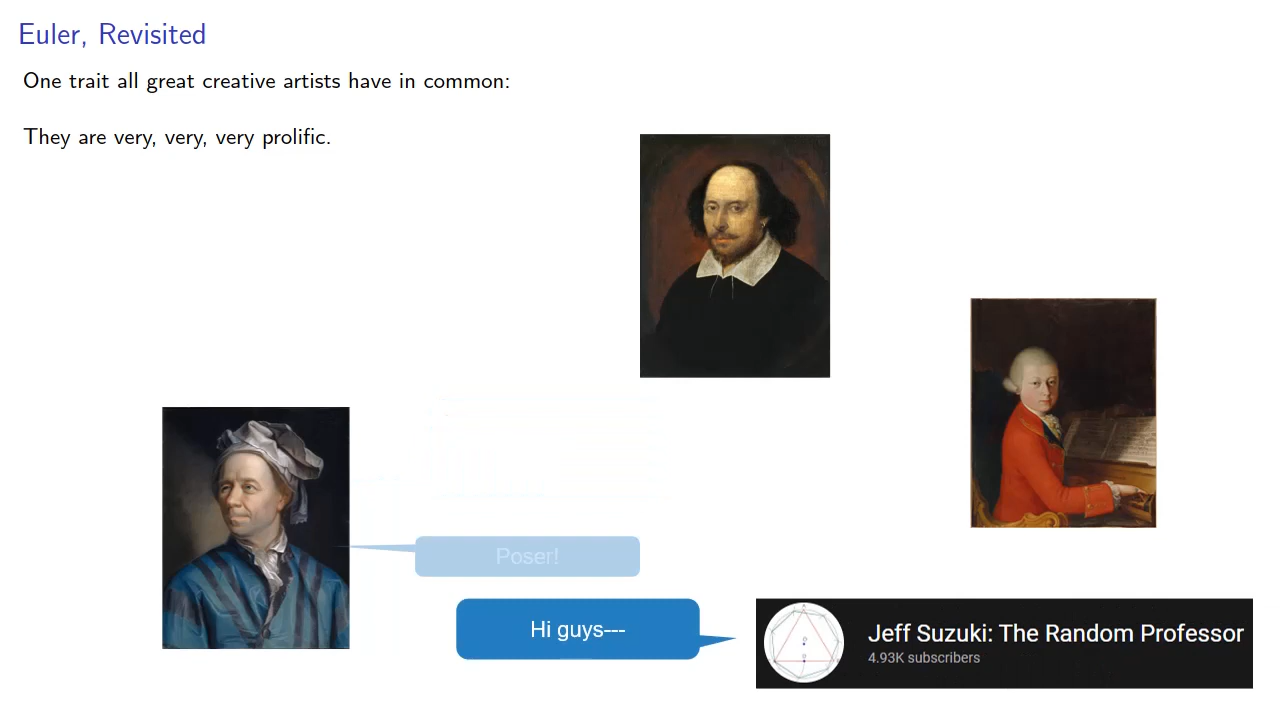 Euler, Revisited
One trait all great creative artists have in common:
They are very, very, very prolific.
Poser!
Hi guys---
Jeff Suzuki: The Random Professor
4.93K subscribers